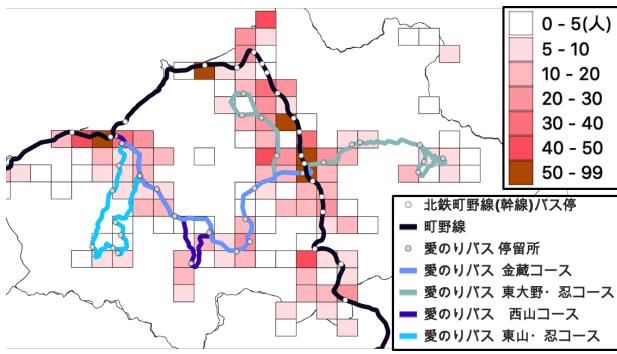 0 - 5(人)
5 - 10
10 - 20
20 - 30
30 - 40
40 - 50
50 - 99
北鉄町野線(幹線)バス停
町野線
愛のりバス 停留所
愛のりバス 金蔵コース
愛のりバス 東大野・忍コース
愛のりバス 西山コース
愛のりバス 東山・忍コース